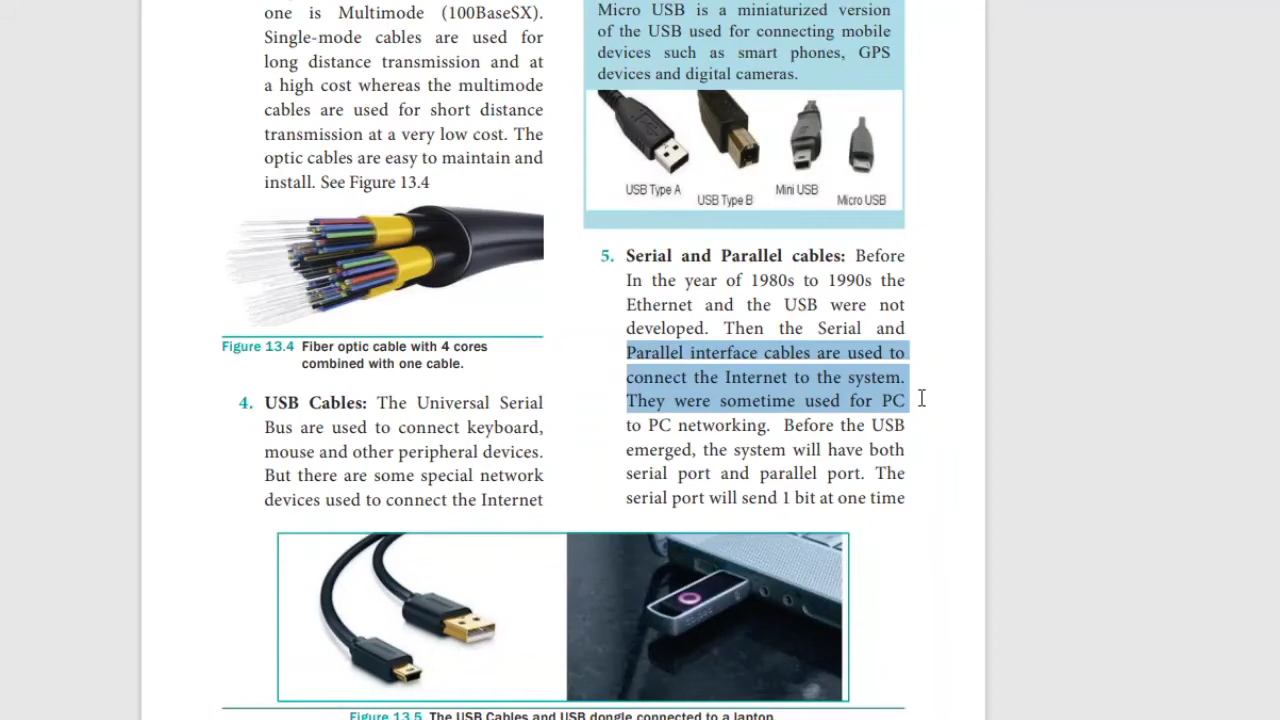 one is Multimode (100BaseSX).
Single-mode cables are used for
long distance transmission and at
a high cost whereas the multimode
cables are used for short distance
transmission at a very low cost. The
optic cables are easy to maintain and
install. See Figure 13.4
Figure 13.4 Fiber optic cable with 4 cores
combined with one cable.
4. USB Cables: The Universal Serial
Bus are used to connect keyboard,
mouse and other peripheral devices.
But there are some special network
devices used to connect the Internet
Micro USB is a miniaturized version
of the USB used for connecting mobile
devices such as smart phones, GPS
devices and digital cameras.
USB Type A
USB Type B
Mini USB
Micro USB
5. Serial and Parallel cables: Before
In the year of 1980s to 1990s the
Ethernet and the USB were not
developed. Then the Serial and
Parallel interface cables are used to
connect the Internet to the system.
They were sometime used for PC
to PC networking. Before the USB
emerged, the system will have both
serial port and parallel port. The
serial port will send 1 bit at one time
Figure 13.5 The USB Cables and USB dongle connected to a laptop